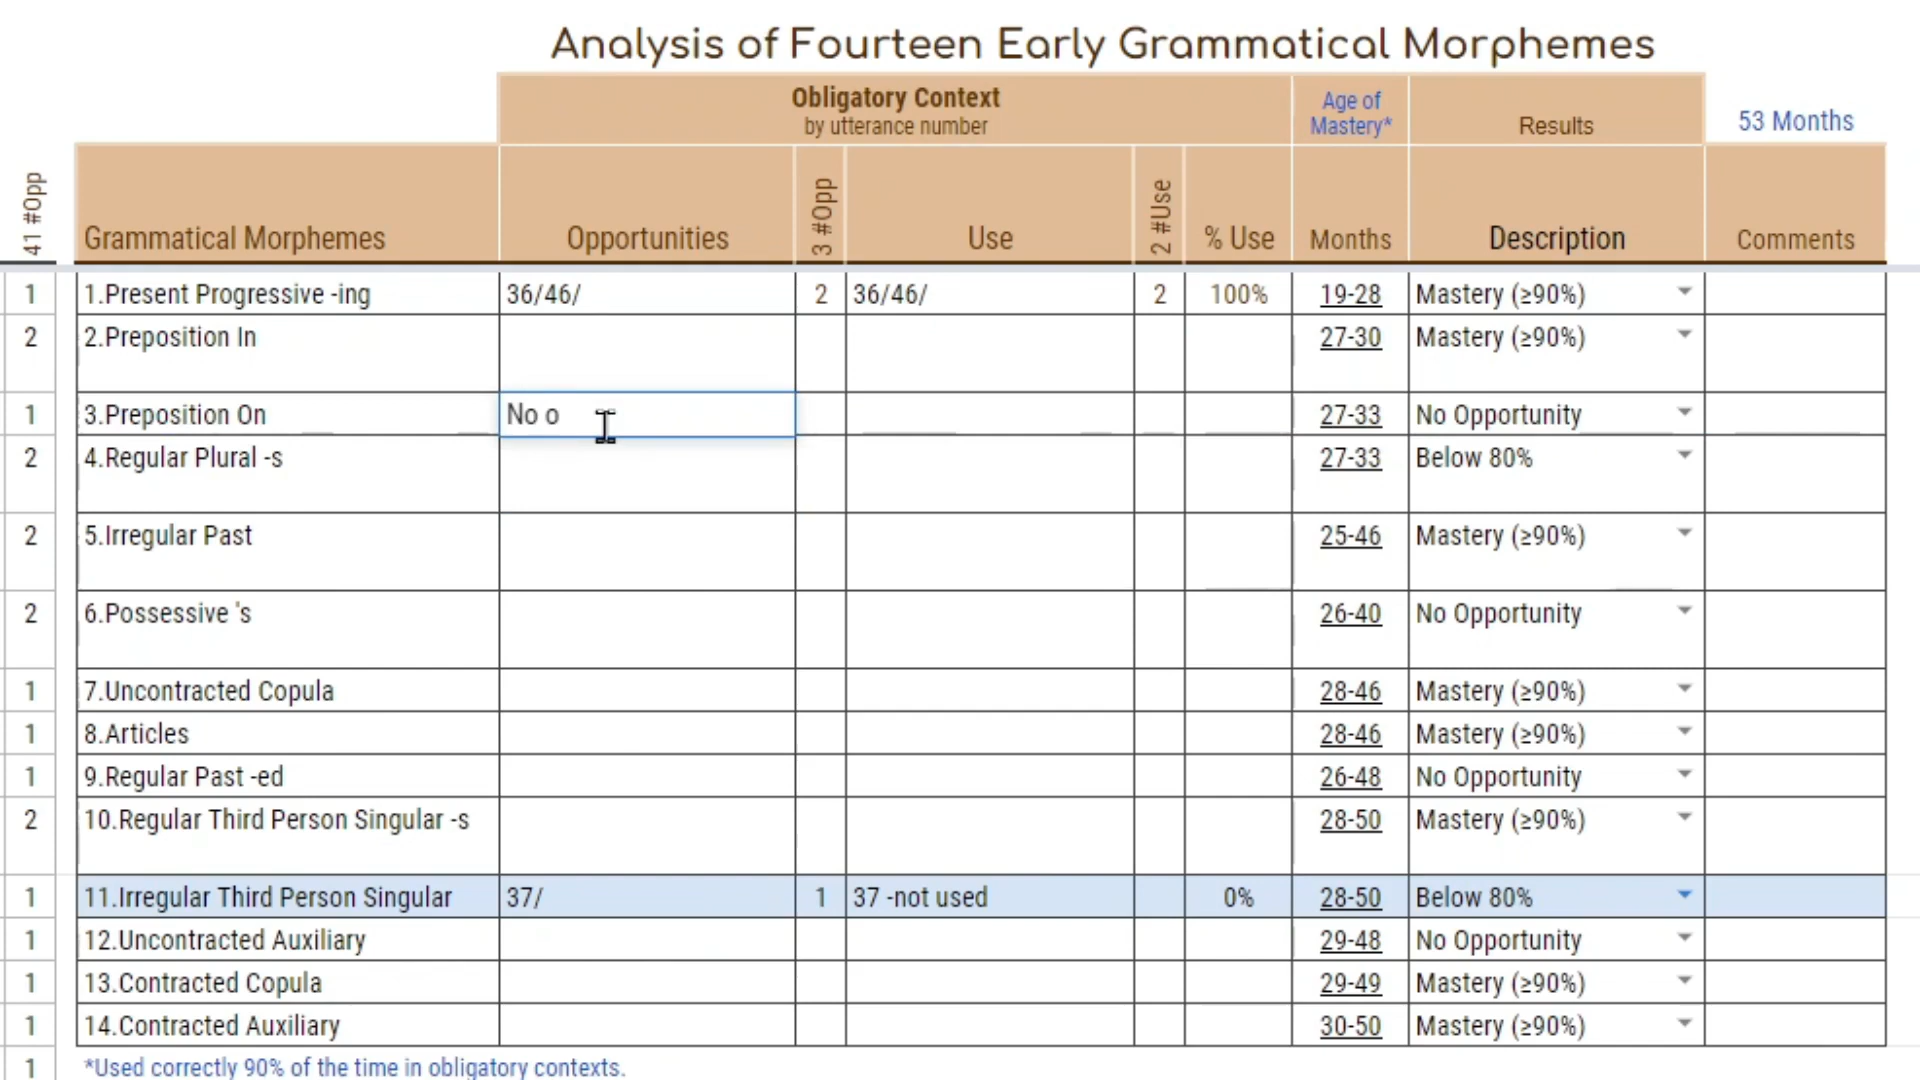 Analysis of Fourteen Early Grammatical Morphemes
Obligatory Context
by utterance number
Age of
Mastery*
Results
53 Months
41 #Opp
Grammatical Morphemes
Opportunities
3 #Opp
Use
2 #Use
% Use
Months
Description
Comments
1 1.Present Progressive -ing 36/46/ 2 36/46/ 2 100% 19-28 Mastery (≥90%)
2 2.Preposition In 27-30 Mastery (≥90%)
1 3.Preposition On No o 27-33 No Opportunity
2 4.Regular Plural -s 27-33 Below 80%
2 5.Irregular Past 25-46 Mastery (≥90%)
2 6.Possessive 's 26-40 No Opportunity
1 7.Uncontracted Copula 28-46 Mastery (≥90%)
1 8.Articles 28-46 Mastery (≥90%)
1 9.Regular Past -ed 26-48 No Opportunity
2 10.Regular Third Person Singular -s 28-50 Mastery (≥90%)
1 11.Irregular Third Person Singular 37/ 1 37 -not used 0% 28-50 Below 80%
1 12.Uncontracted Auxiliary 29-48 No Opportunity
1 13.Contracted Copula 29-49 Mastery (≥90%)
1 14.Contracted Auxiliary 30-50 Mastery (≥90%)
1 *Used correctly 90% of the time in obligatory contexts.